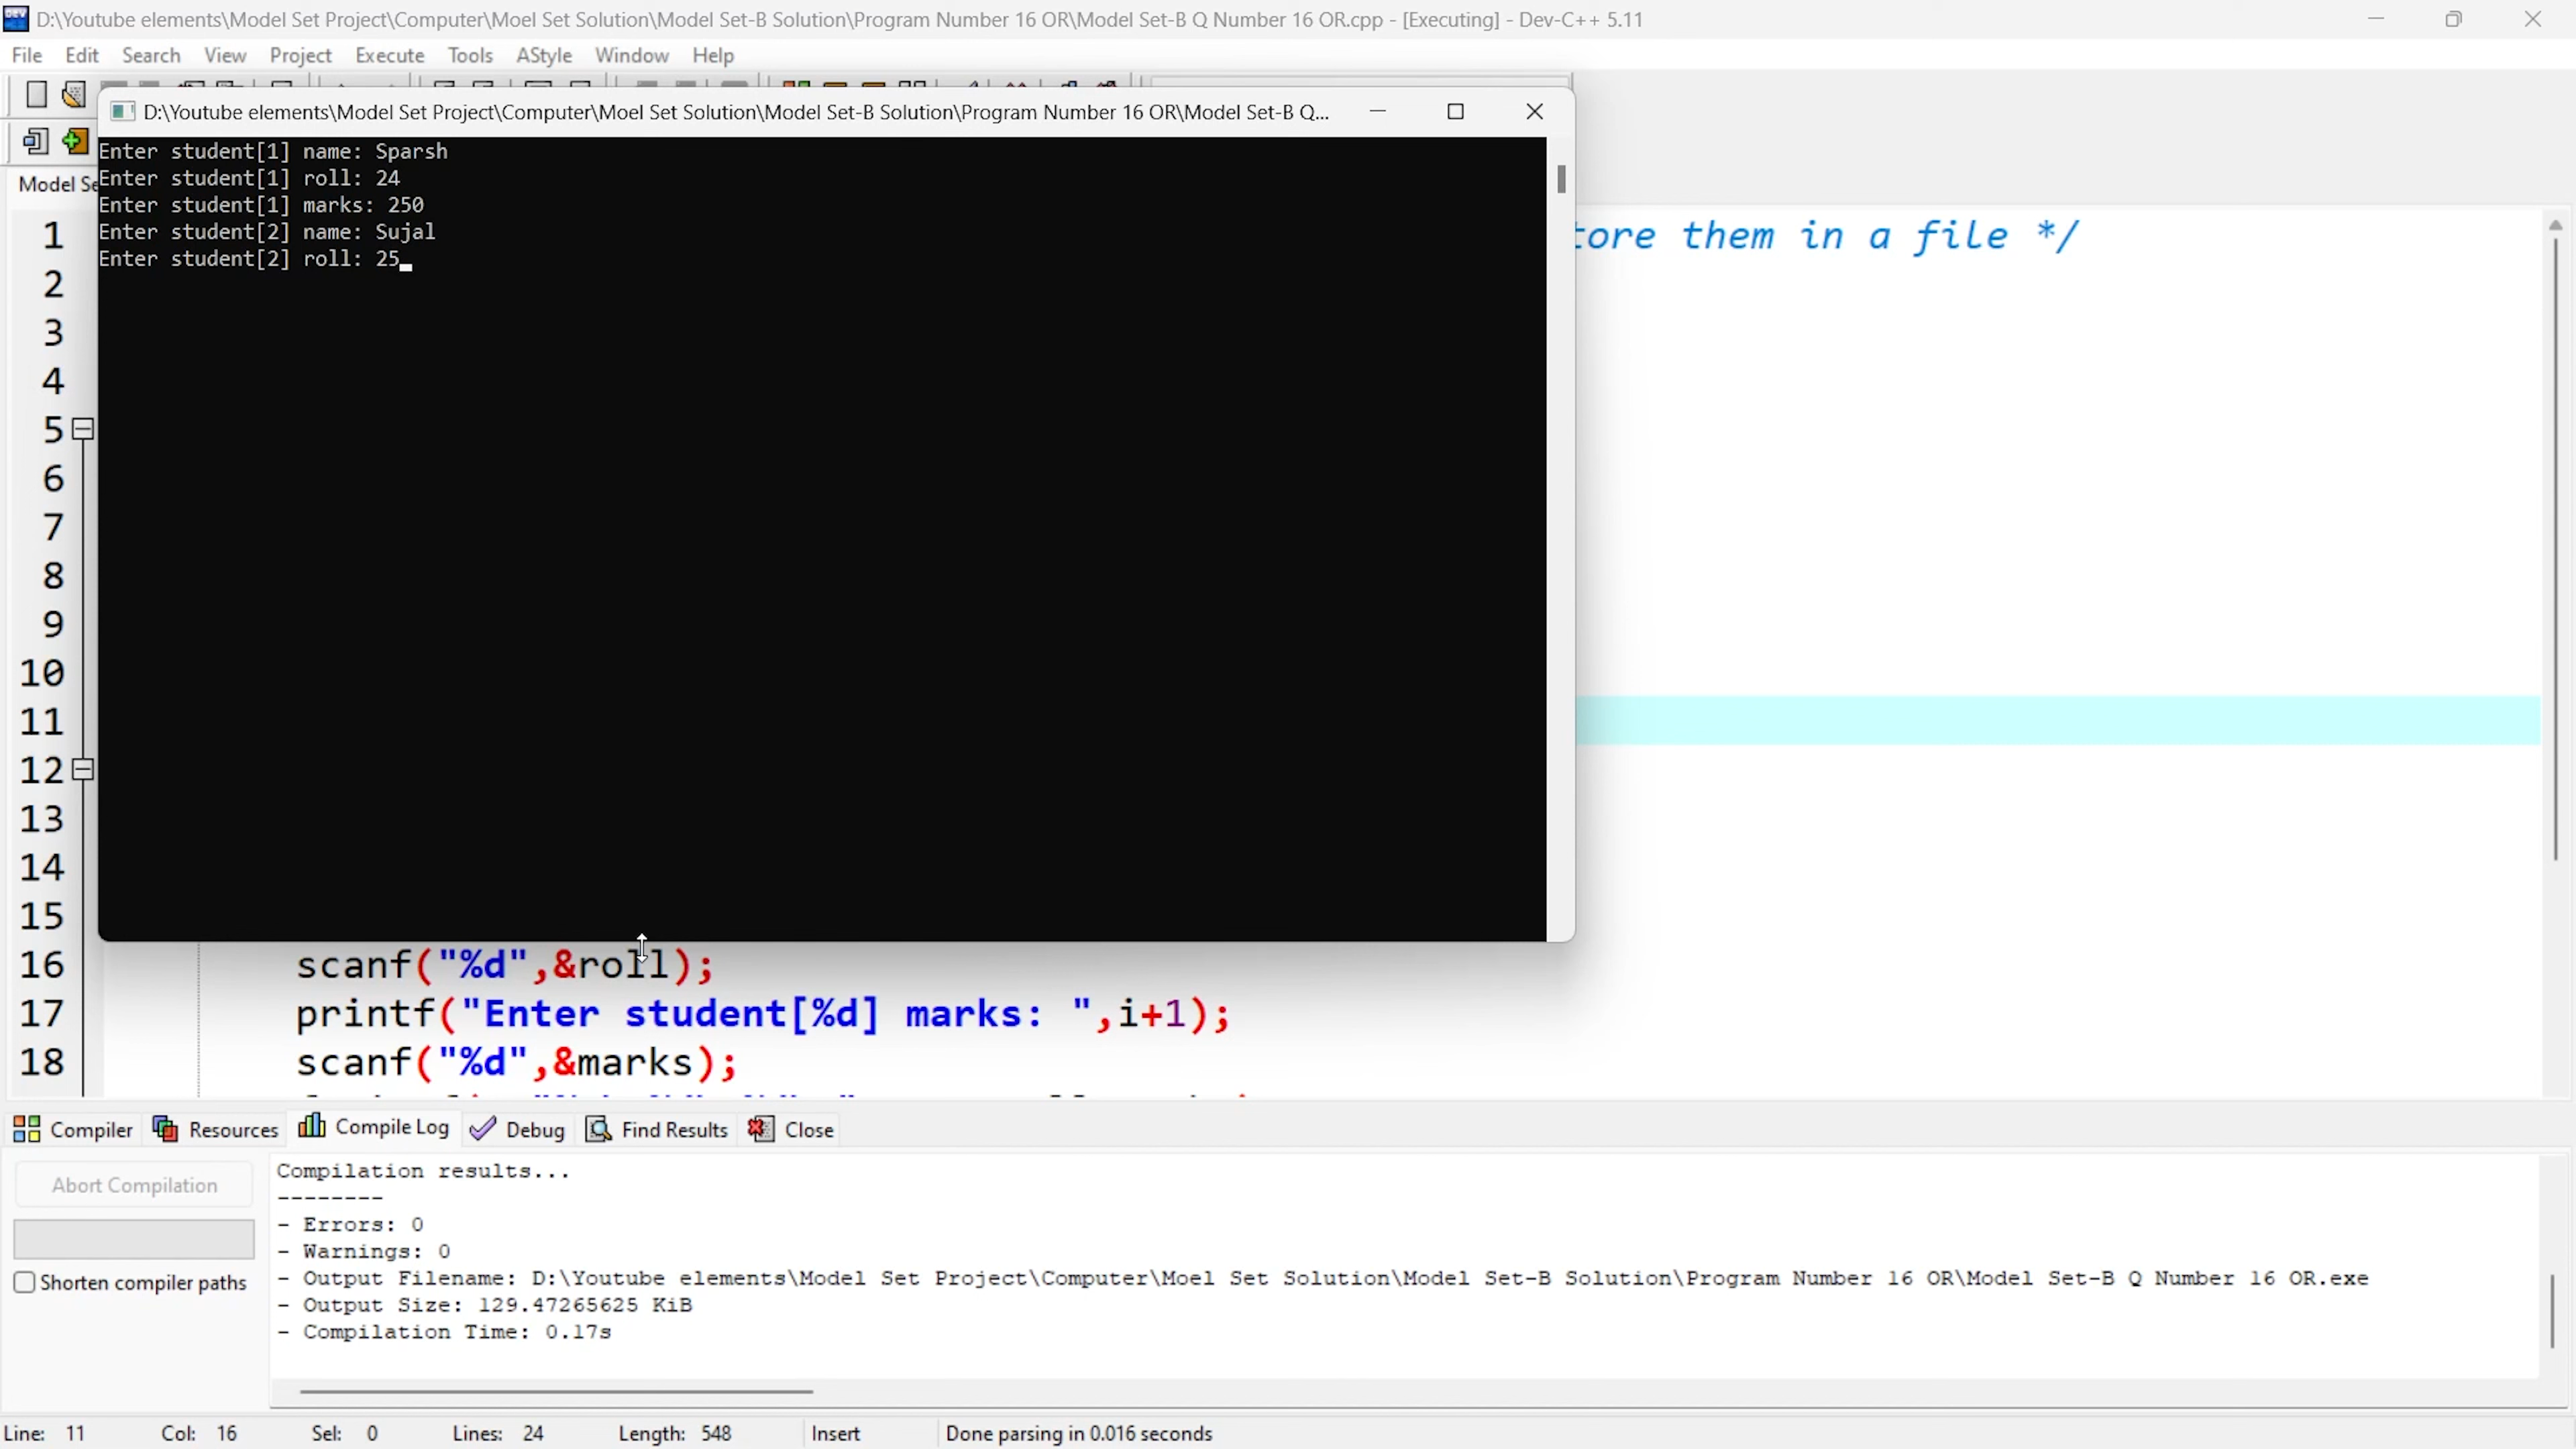 D:\Youtube elements\Model Set Project\Computer\Moel Set Solution\Model Set-B Solution\Program Number 16 OR\Model Set-B Q Number 16 OR.cpp - [Executing] - Dev-C++ 5.11
File Edit Search View Project Execute Tools AStyle Window Help
D:\Youtube elements\Model Set Project\Computer\Moel Set Solution\Model Set-B Solution\Program Number 16 OR\Model Set-B Q...
Enter student[1] name: Sparsh
Enter student[1] roll: 24
Enter student[1] marks: 250
Enter student[2] name: Sujal
Enter student[2] roll: 25
Model
1 them in a file */
2
3
4
5
6
7
8
9
10
11
12
13
14
15
16 scanf("%d",&roll);
17 printf("Enter student[%d] marks: ",i+1);
18 scanf("%d",&marks);
Compiler Resources Compile Log Debug Find Results Close
Abort Compilation
Shorten compiler paths
Compilation results...
--------
- Errors: 0
- Warnings: 0
- Output Filename: D:\Youtube elements\Model Set Project\Computer\Moel Set Solution\Model Set-B Solution\Program Number 16 OR\Model Set-B Q Number 16 OR.exe
- Output Size: 129.47265625 KiB
- Compilation Time: 0.17s
Line: 11 Col: 16 Sel: 0 Lines: 24 Length: 548 Insert Done parsing in 0.016 seconds